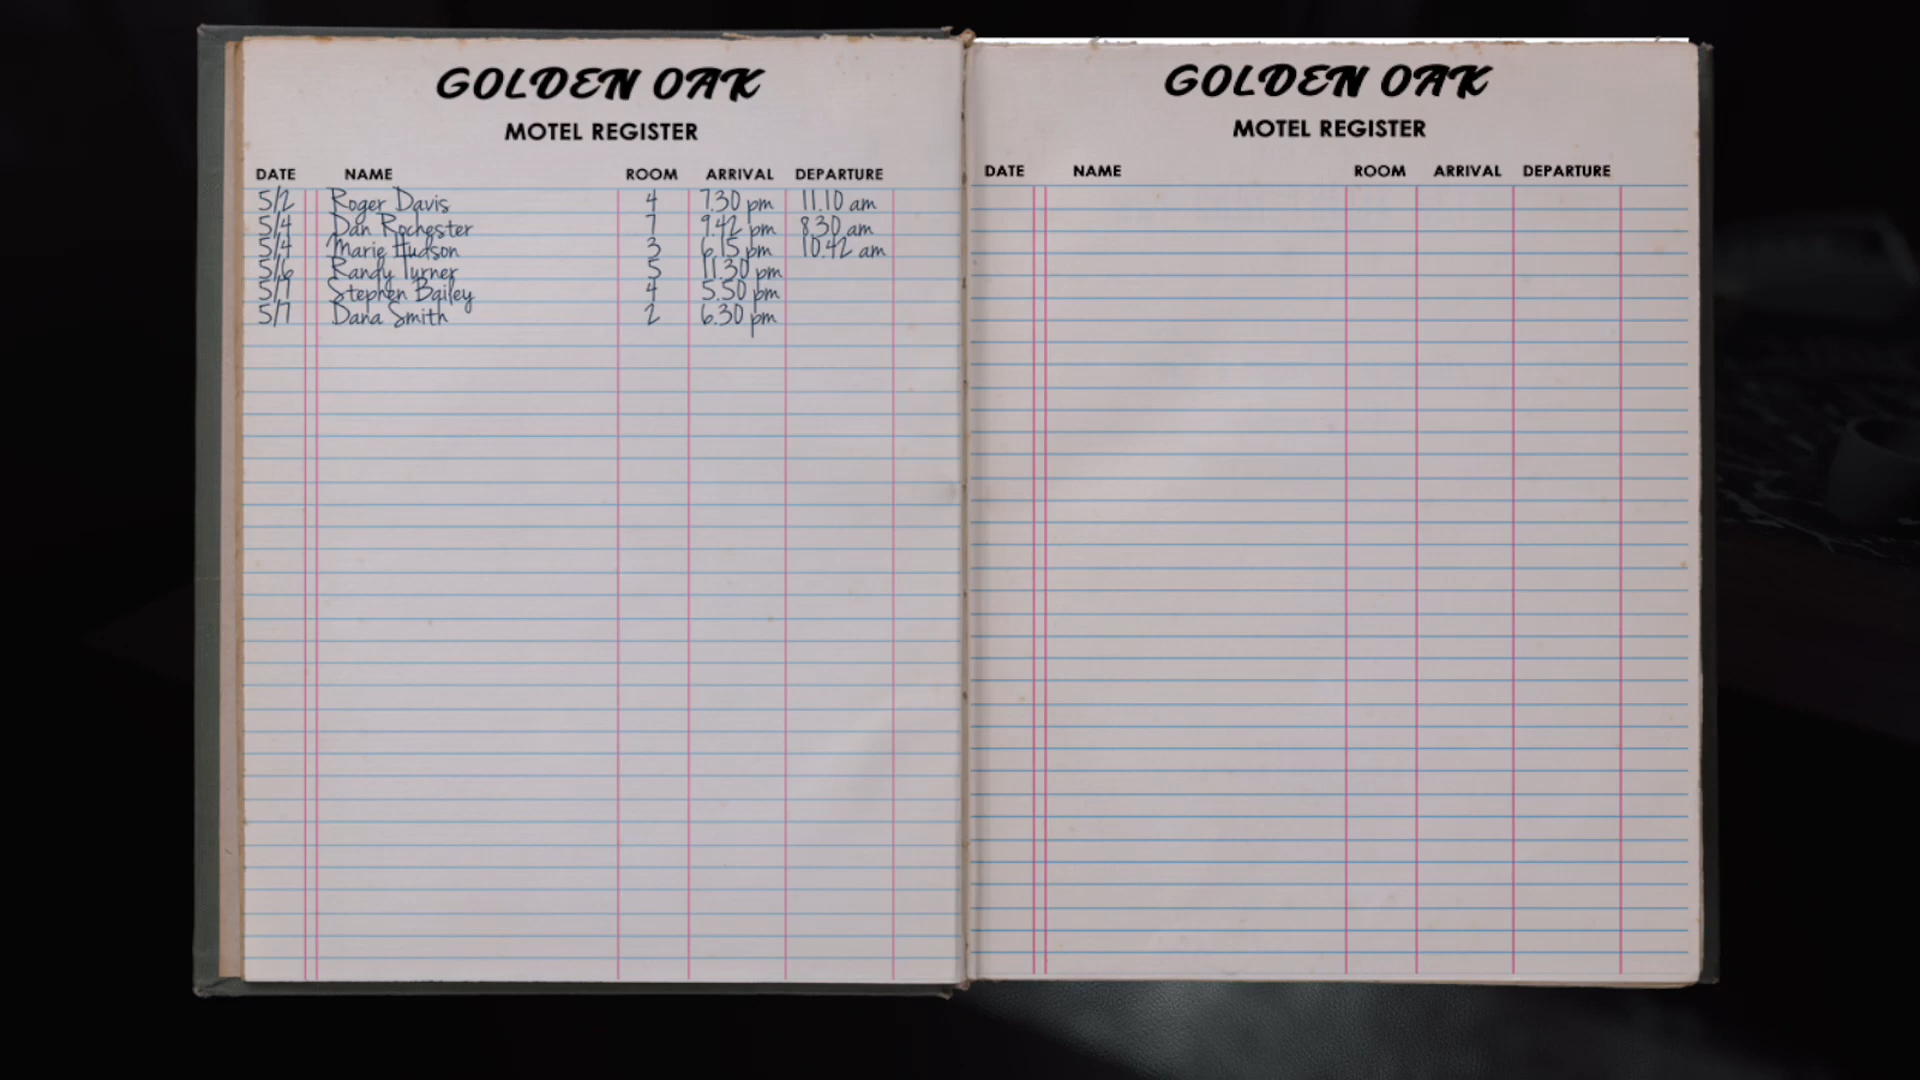 GOLDEN OAK
MOTEL REGISTER
DATE NAME ROOM ARRIVAL DEPARTURE
5/2 Roger Davis 4 7.30 pm 11.10 am
5/4 Dan Rochester 7 9.42 pm 8.30 am
5/4 Marie Hudson 3 6.15 pm 10.42 am
5/6 Randy Turner 5 11.30 pm
5/7 Stephen Bailey 4 5.50 pm
5/7 Dana Smith 2 6.30 pm
GOLDEN OAK
MOTEL REGISTER
DATE NAME ROOM ARRIVAL DEPARTURE